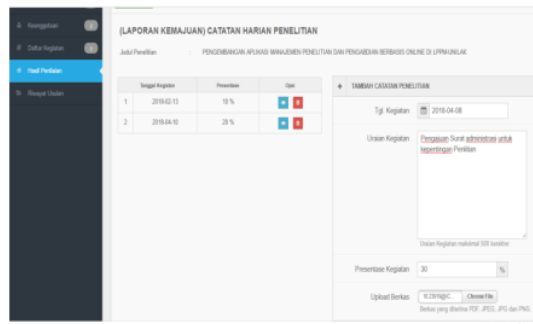 Keanggotaan
Daftar Kegiatan
Hasil Penilaian
Riwayat Usulan
(LAPORAN KEMAJUAN) CATATAN HARIAN PENELITIAN
Judul Penelitian : PENGEMBANGAN APLIKASI MANAJEMEN PENELITIAN DAN PENGABDIAN BERBASIS ONLINE DI LPPM-UNILAK
Tanggal Kegiatan Persentase Opsi
1 2018-02-13 10 %
2 2018-04-10 20 %
+ TAMBAH CATATAN PENELITIAN
Tgl. Kegiatan 2018-04-08
Uraian Kegiatan Pengajuan Surat administrasi untuk
kepentingan Penilitian
Uraian Kegiatan maksimal 500 karakter
Presentase Kegiatan 30 %
Upload Berkas Choose File
Berkas yang diterima PDF, JPEG, JPG dan PNG